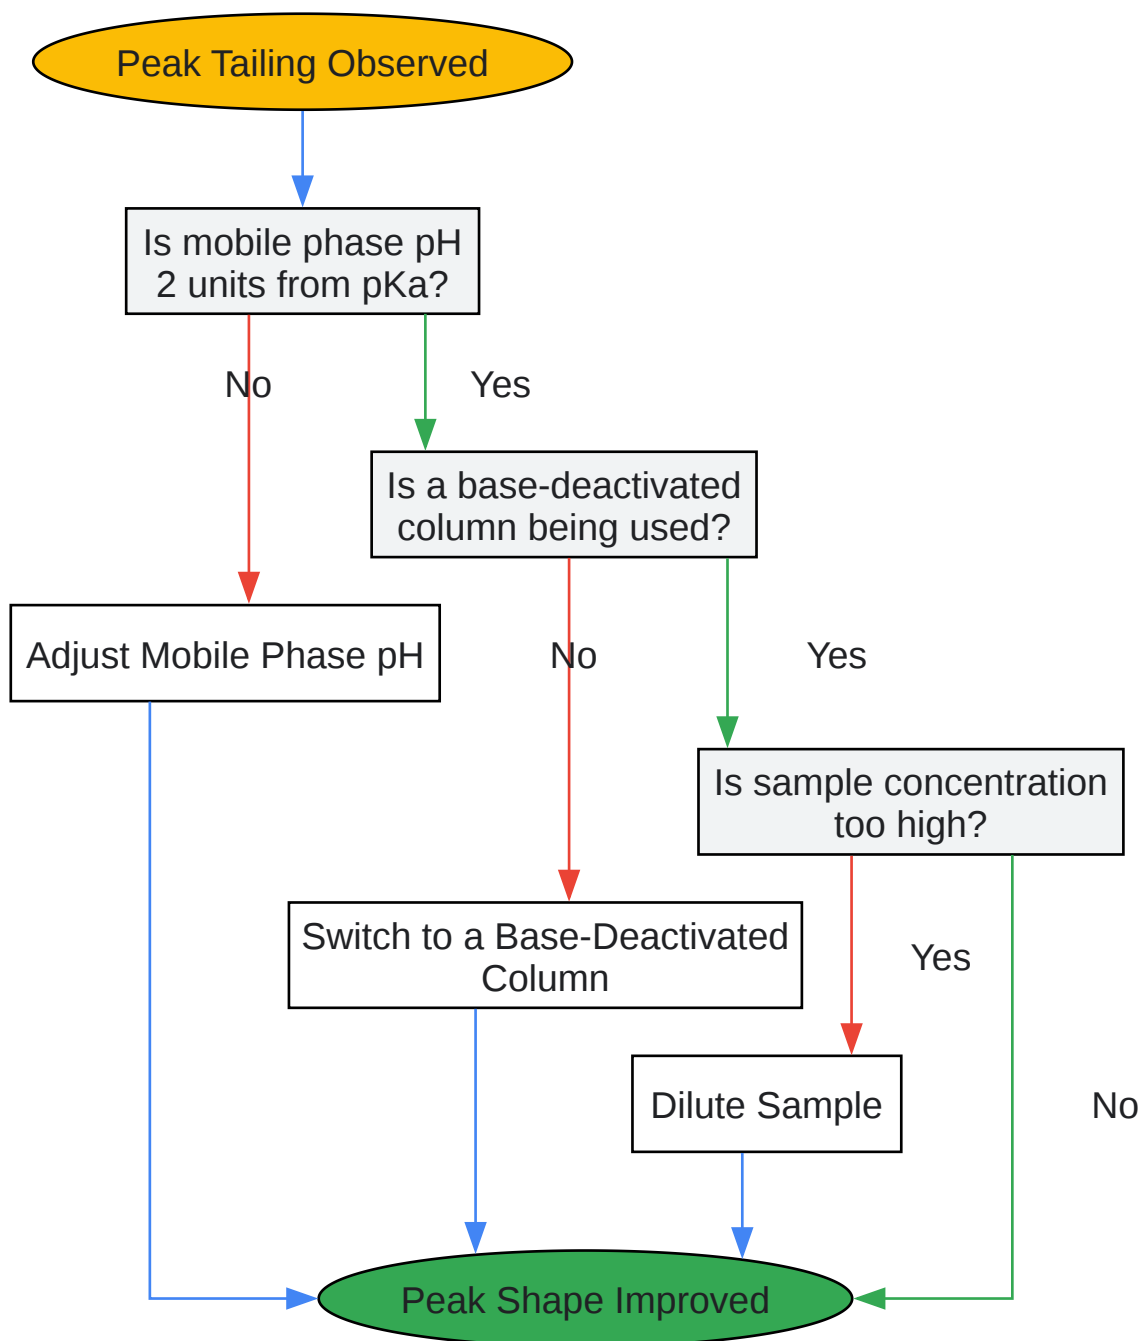 Peak Tailing Observed
Is mobile phase pH
2 units from pKa?
No
Yes
Is a base-deactivated
column being used?
Adjust Mobile Phase pH
No
Yes
Is sample concentration
too high?
Switch to a Base-Deactivated
Column
Yes
Dilute Sample
No
Peak Shape Improved